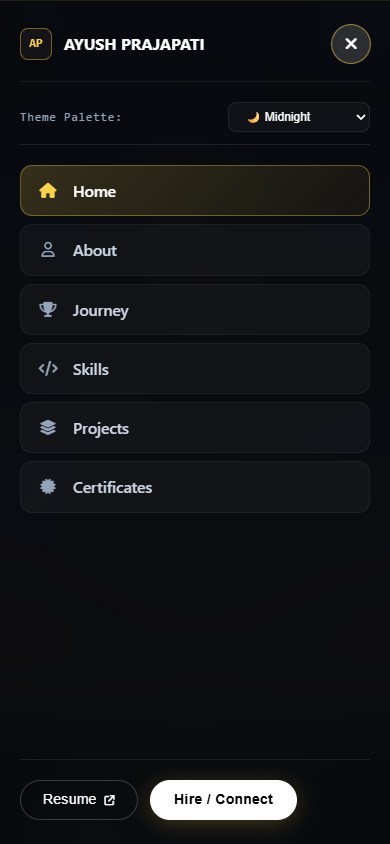 AP AYUSH PRAJAPATI
Theme Palette: 🌙 Midnight
Home
About
Journey
Skills
Projects
Certificates
Resume Hire / Connect